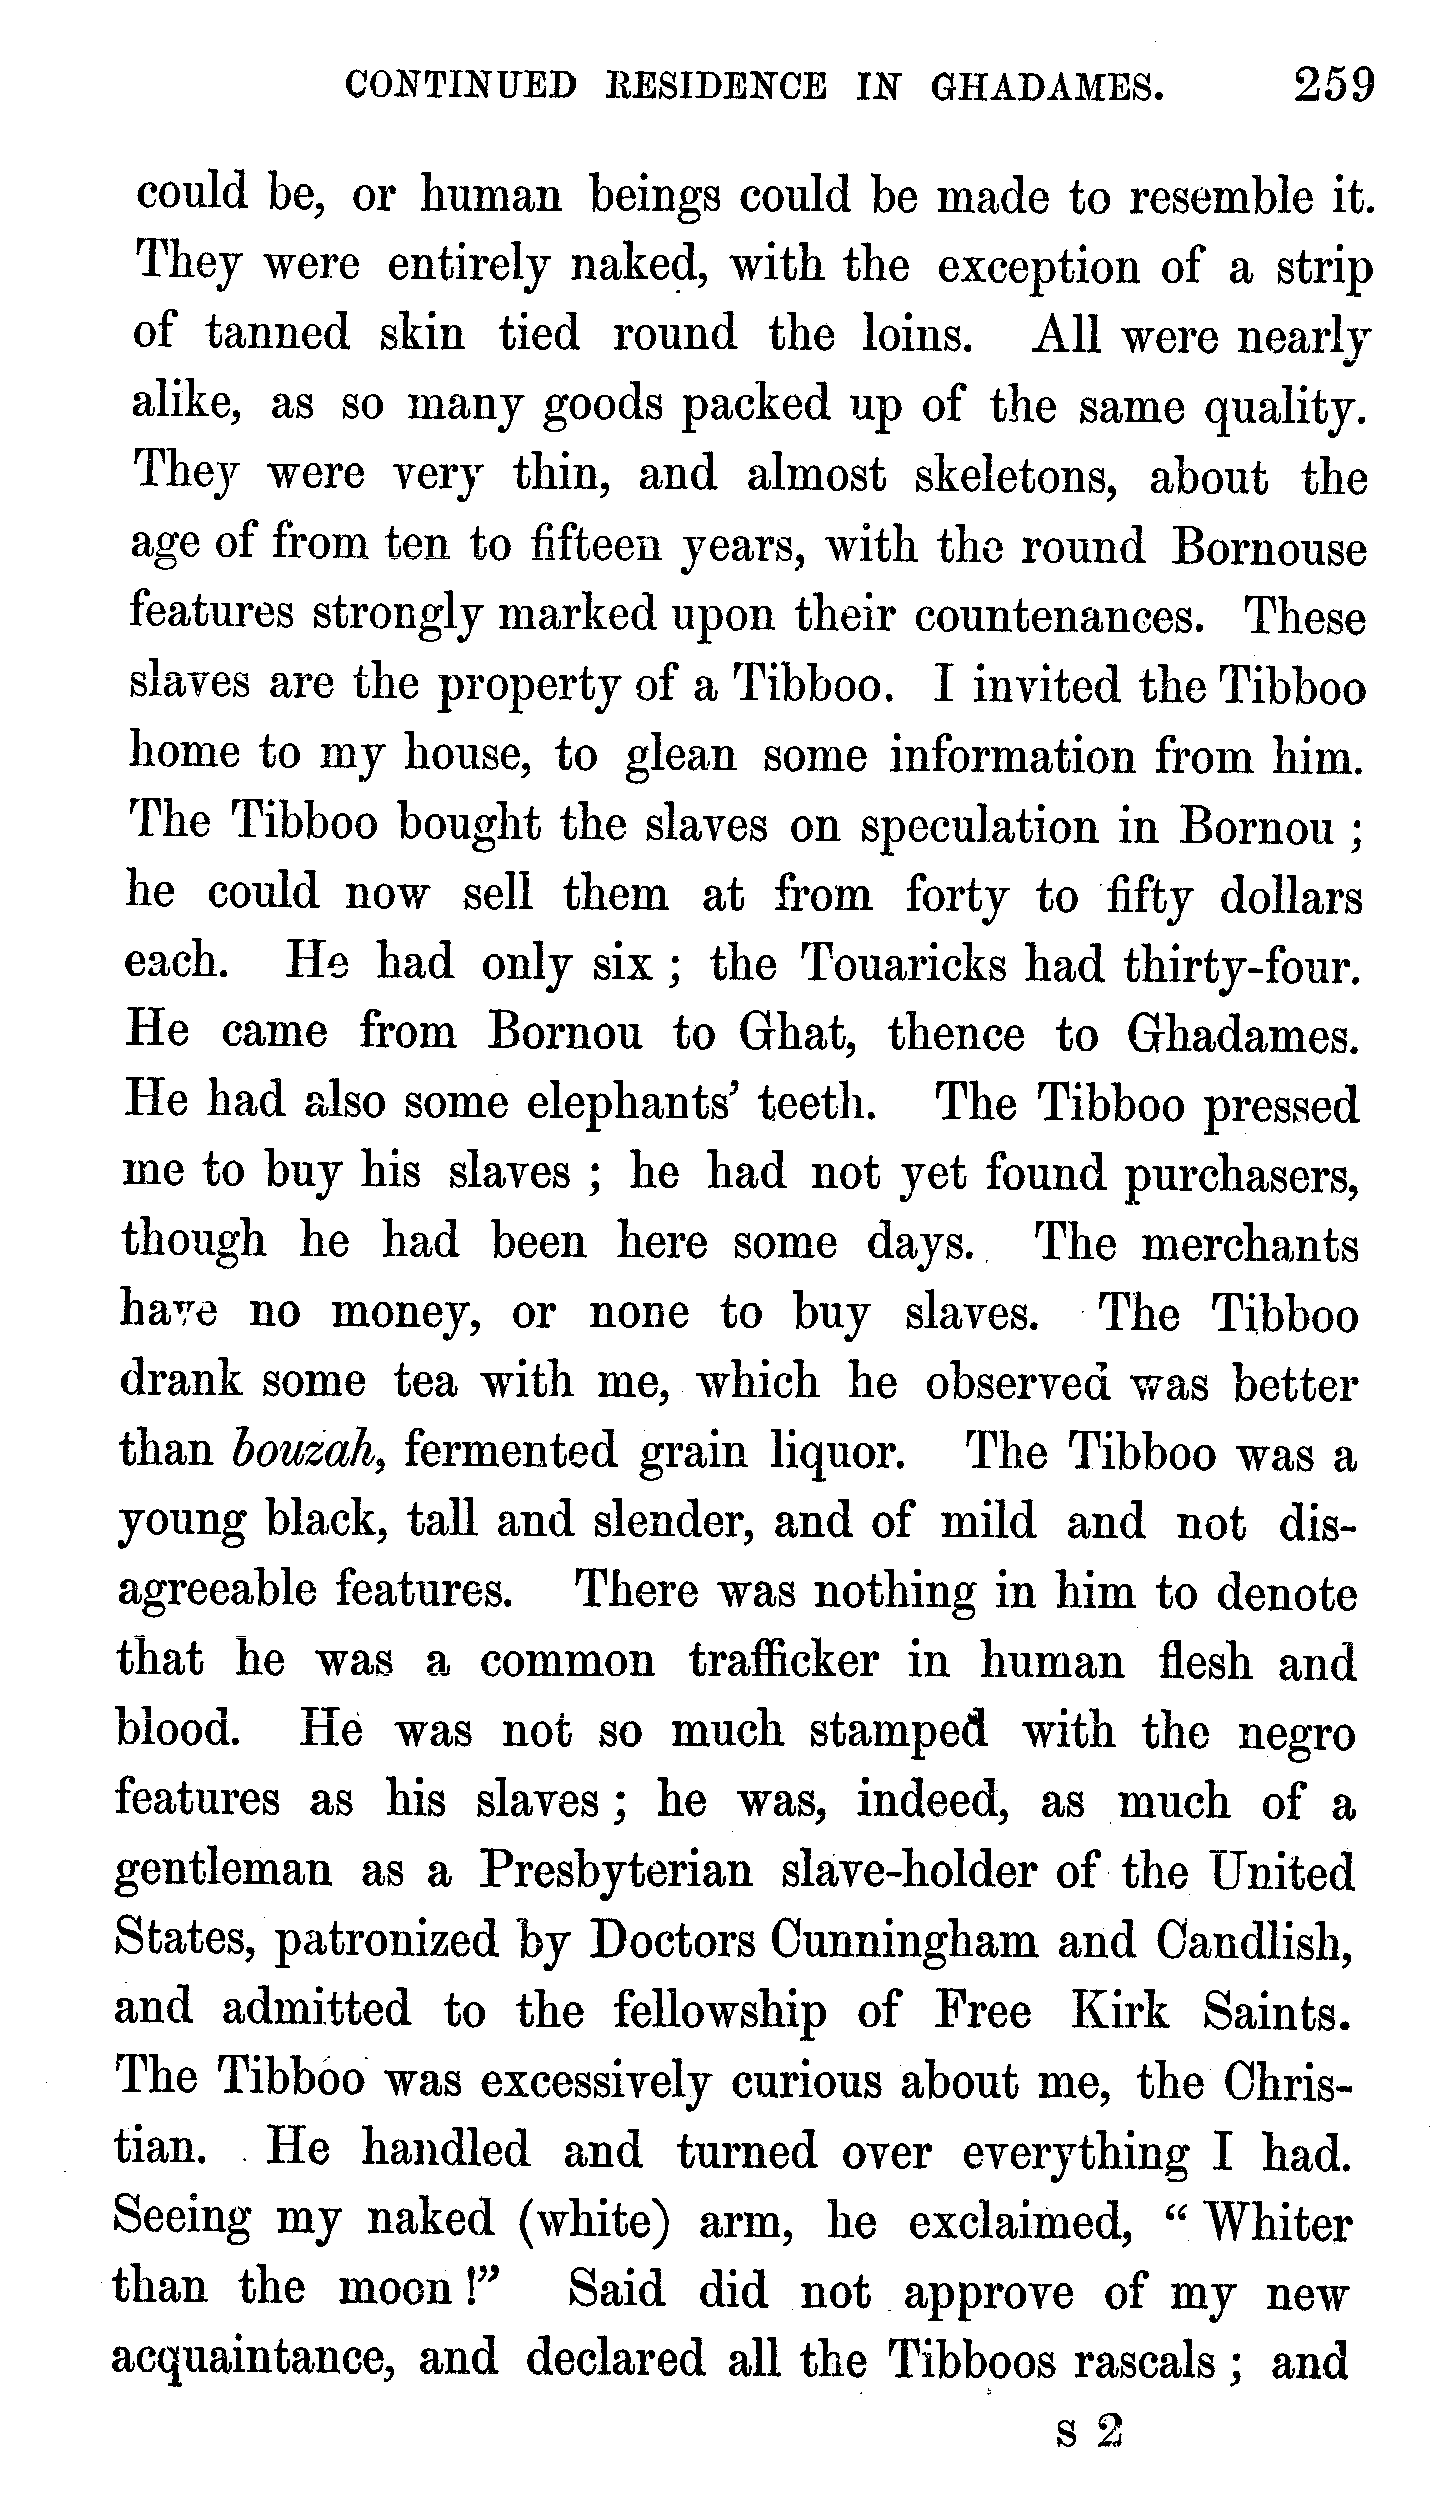 CONTINUED RESIDENCE IN GHADAMES. 259
could be, or human beings could be made to resemble it.
They were entirely naked, with the exception of a strip
of tanned skin tied round the loins. All were nearly
alike, as so many goods packed up of the same quality.
They were very thin, and almost skeletons, about the
age of from ten to fifteen years, with the round Bornouse
features strongly marked upon their countenances. These
slaves are the property of a Tibboo. I invited the Tibboo
home to my house, to glean some information from him.
The Tibboo bought the slaves on speculation in Bornou ;
he could now sell them at from forty to fifty dollars
each. He had only six ; the Touaricks had thirty-four.
He came from Bornou to Ghat, thence to Ghadames.
He had also some elephants' teeth. The Tibboo pressed
me to buy his slaves ; he had not yet found purchasers,
though he had been here some days. The merchants
have no money, or none to buy slaves. The Tibboo
drank some tea with me, which he observed was better
than bouzah, fermented grain liquor. The Tibboo was a
young black, tall and slender, and of mild and not dis-
agreeable features. There was nothing in him to denote
that he was a common trafficker in human flesh and
blood. He was not so much stamped with the negro
features as his slaves ; he was, indeed, as much of a
gentleman as a Presbyterian slave-holder of the United
States, patronized by Doctors Cunningham and Candlish,
and admitted to the fellowship of Free Kirk Saints.
The Tibboo was excessively curious about me, the Chris-
tian. He handled and turned over everything I had.
Seeing my naked (white) arm, he exclaimed, “ Whiter
than the moon !” Said did not approve of my new
acquaintance, and declared all the Tibboos rascals ; and
S 2